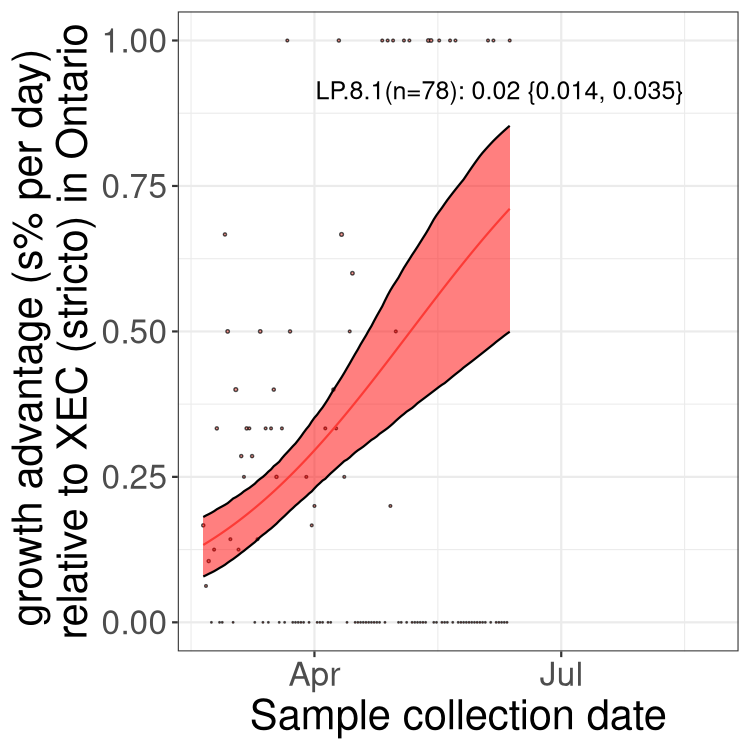 growth advantage (s% per day)
relative to XEC (stricto) in Ontario
1.00
0.75
0.50
0.25
0.00
LP.8.1(n=78): 0.02 {0.014, 0.035}
Apr
Jul
Sample collection date